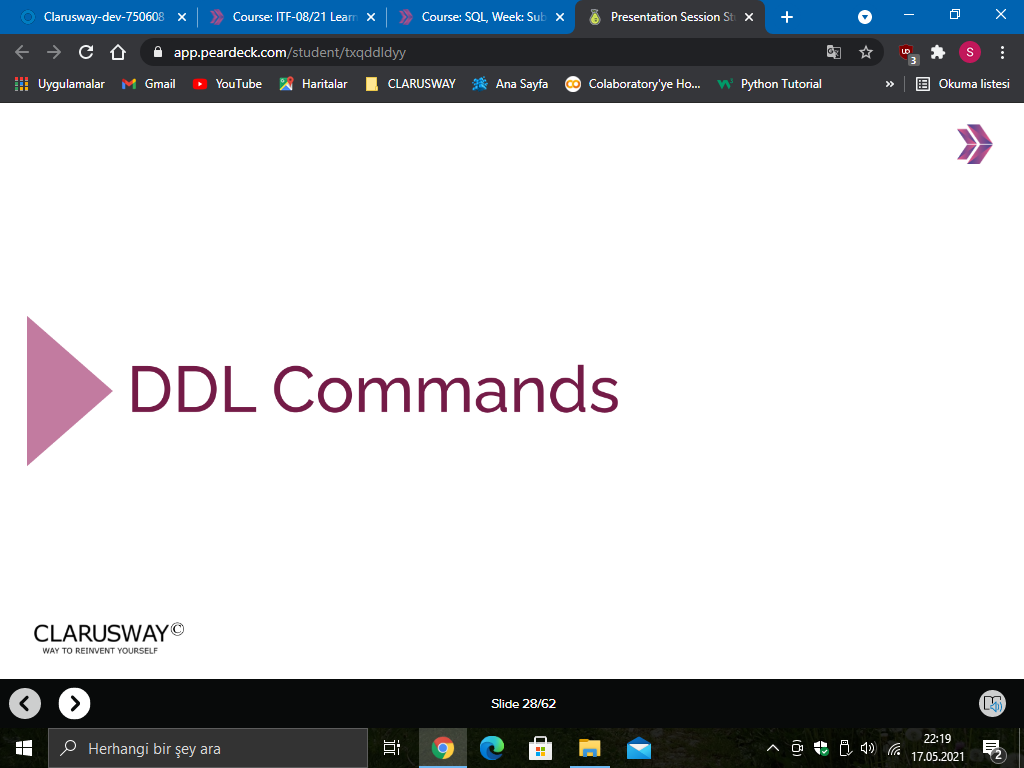 Clarusway-dev-750608
Course: ITF-08/21 Learn
Course: SQL, Week: Sub
Presentation Session St
app.peardeck.com/student/txqddldyy
3
S
Uygulamalar
Gmail
YouTube
Haritalar
CLARUSWAY
Ana Sayfa
Colaboratory'ye Ho...
Python Tutorial
»
Okuma listesi
DDL Commands
CLARUSWAY©
WAY TO REINVENT YOURSELF
Slide 28/62
Herhangi bir şey ara
22:19
17.05.2021
2